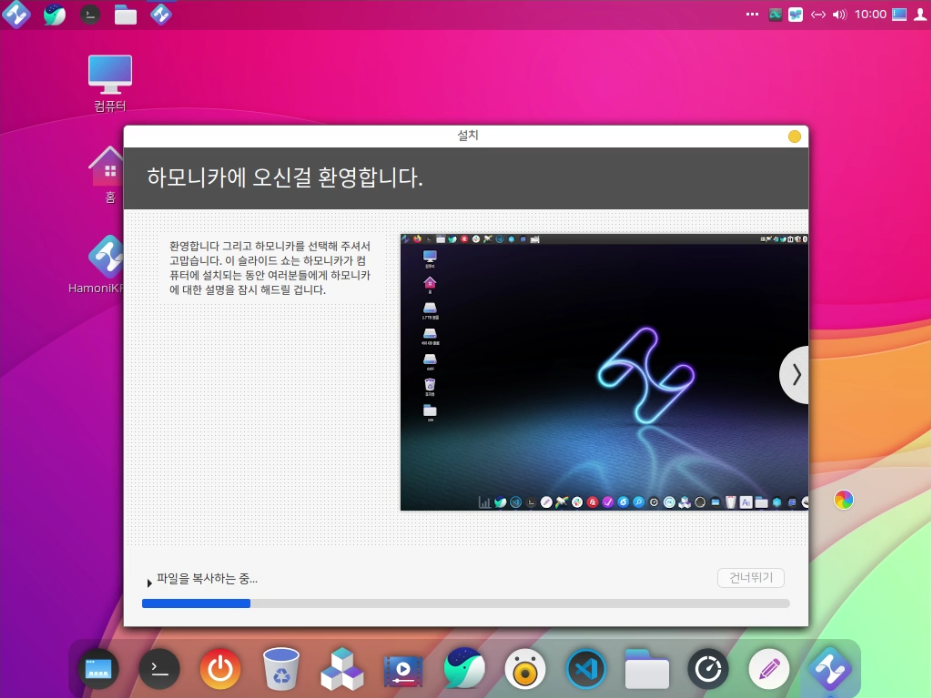 10:00
컴퓨터
설치
하모니카에 오신걸 환영합니다.
홈
환영합니다 그리고 하모니카를 선택해 주셔서
고맙습니다. 이 슬라이드 쇼는 하모니카가 컴
퓨터에 설치되는 동안 여러분들에게 하모니카
에 대한 설명을 잠시 해드릴 겁니다.
HamoniKR
파일을 복사하는 중...
건너뛰기